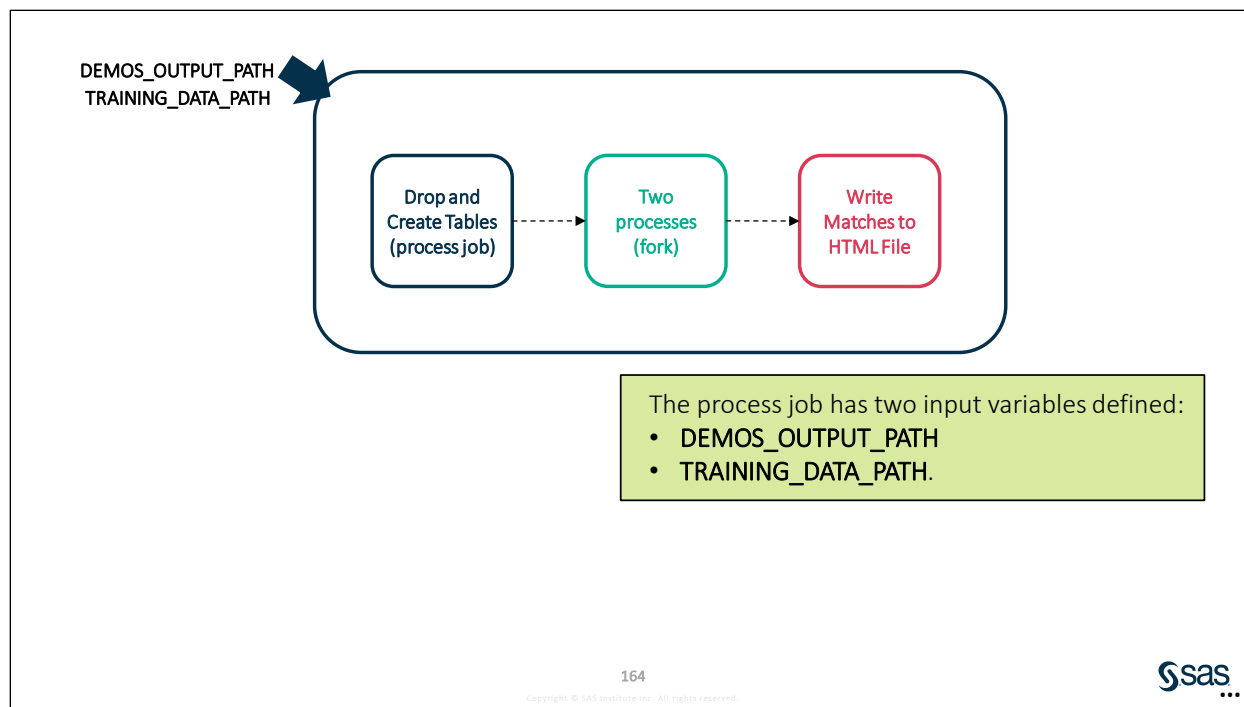 DEMOS_OUTPUT_PATH
TRAINING_DATA_PATH
Drop and
Create Tables
(process job)
Two
processes
(fork)
Write
Matches to
HTML File
The process job has two input variables defined:
• DEMOS_OUTPUT_PATH
• TRAINING_DATA_PATH.
164
Copyright © SAS Institute Inc. All rights reserved.
sas
...